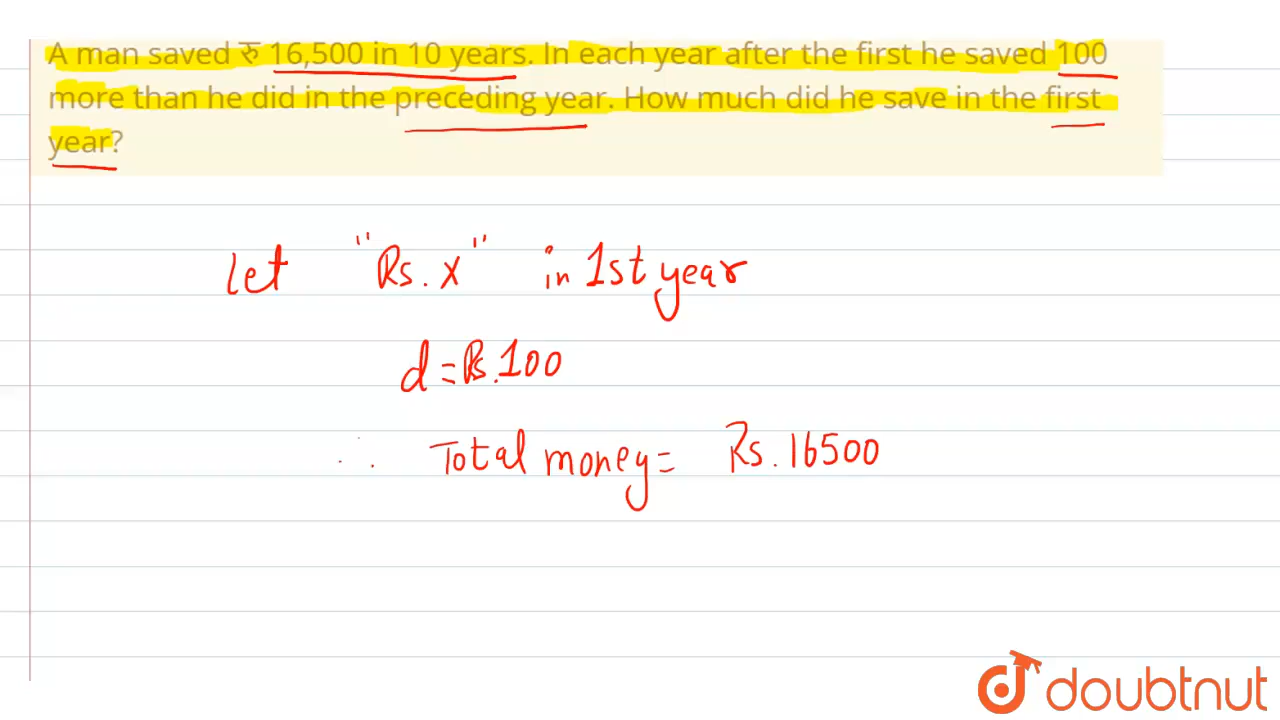 A man saved रु 16,500 in 10 years. In each year after the first he saved 100
more than he did in the preceding year. How much did he save in the first
year?
Let "Rs. x" in 1st year
d = Rs. 100
∴ Total money = Rs. 16500
doubtnut